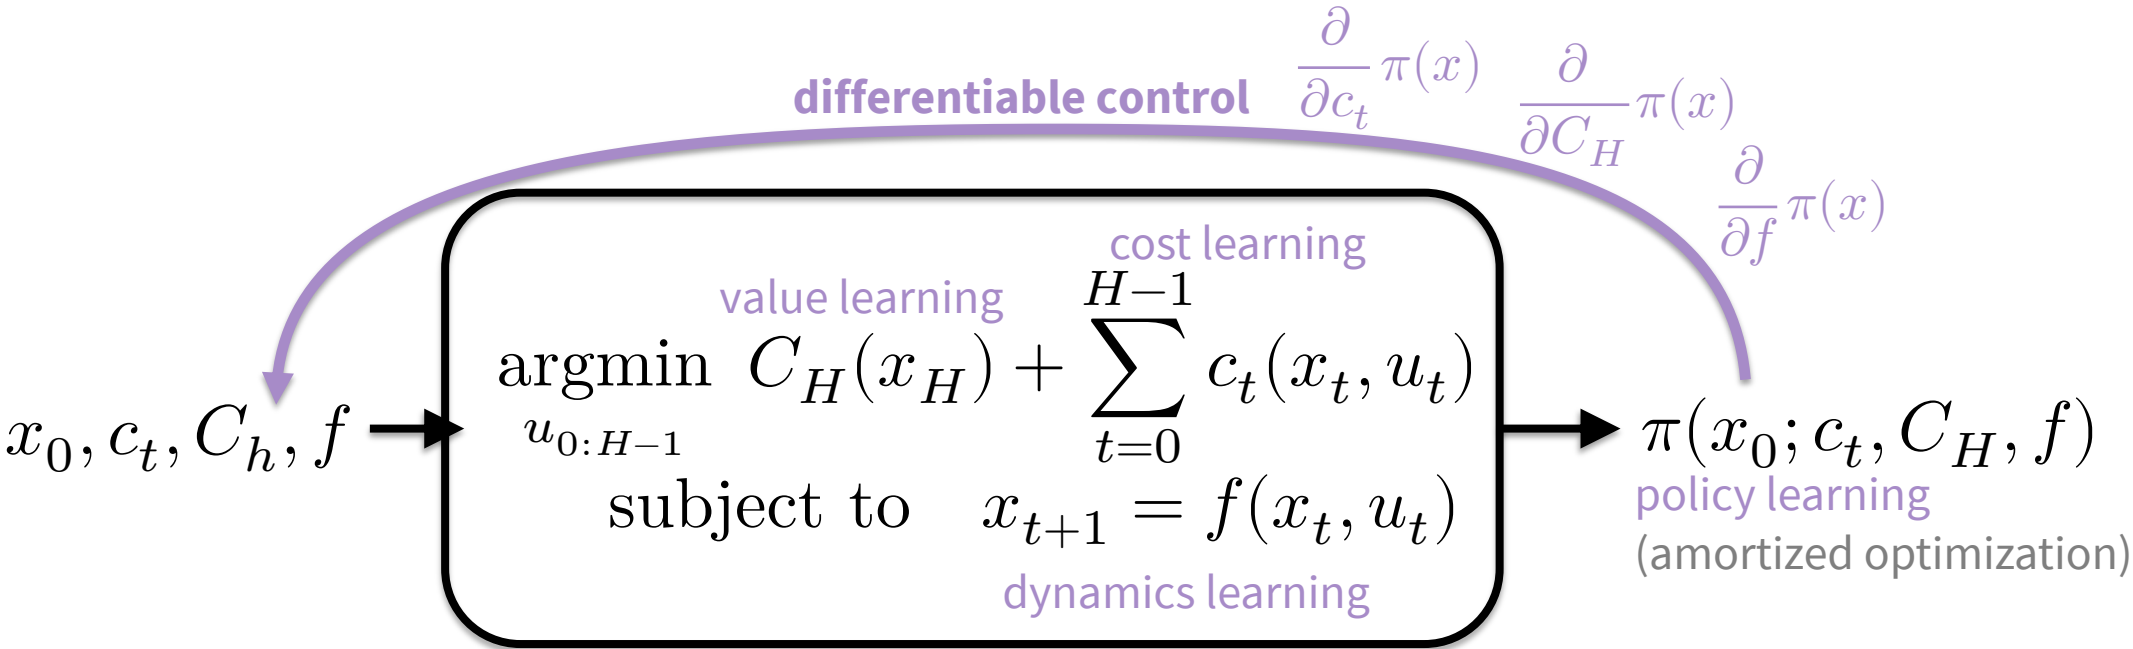 differentiable control
∂/∂c_t π(x)
∂/∂C_H π(x)
∂/∂f π(x)
cost learning
value learning
x_0, c_t, C_h, f
argmin_{u_{0:H−1}} C_H(x_H) + ∑_{t=0}^{H−1} c_t(x_t, u_t)
subject to x_{t+1} = f(x_t, u_t)
dynamics learning
π(x_0; c_t, C_H, f)
policy learning
(amortized optimization)